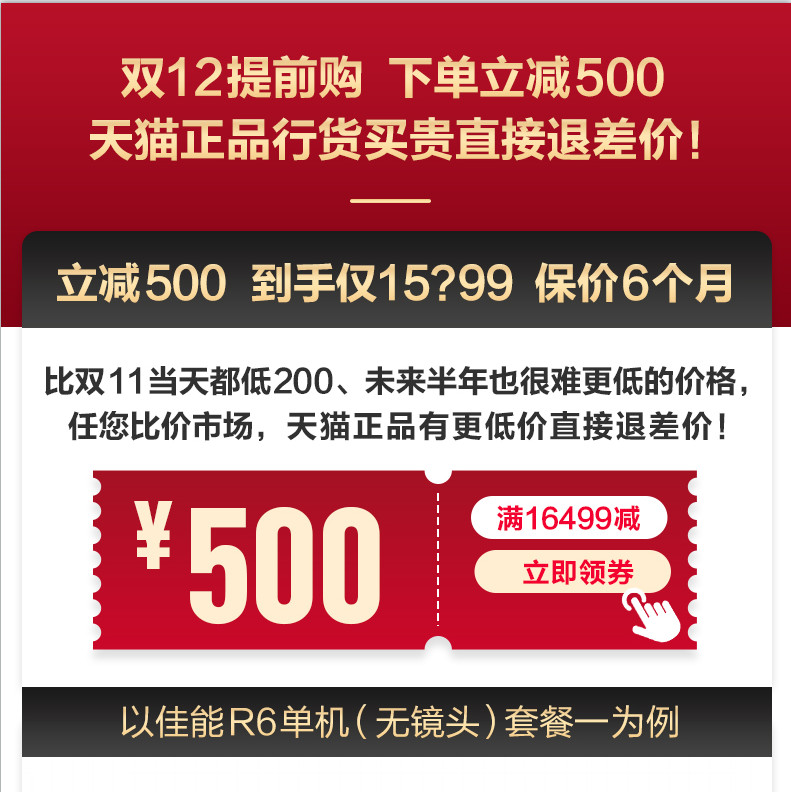 双12提前购 下单立减500
天猫正品行货买贵直接退差价！
立减500 到手仅15?99 保价6个月
比双11当天都低200、未来半年也很难更低的价格，
任您比价市场，天猫正品有更低价直接退差价！
¥500
满16499减
立即领券
以佳能R6单机（无镜头）套餐一为例